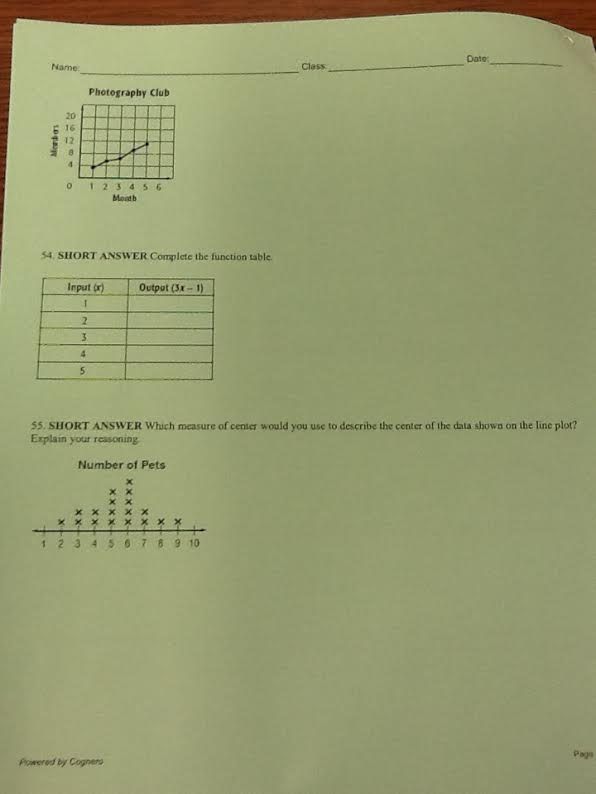 Name:
Class:
Date:
Photography Club
20
16
12
8
4
0 1 2 3 4 5 6
Members
Month
54. SHORT ANSWER Complete the function table.
Input (x) Output (3x – 1)
1
2
3
4
5
55. SHORT ANSWER Which measure of center would you use to describe the center of the data shown on the line plot?
Explain your reasoning.
Number of Pets
1 2 3 4 5 6 7 8 9 10
Powered by Cognero
Page